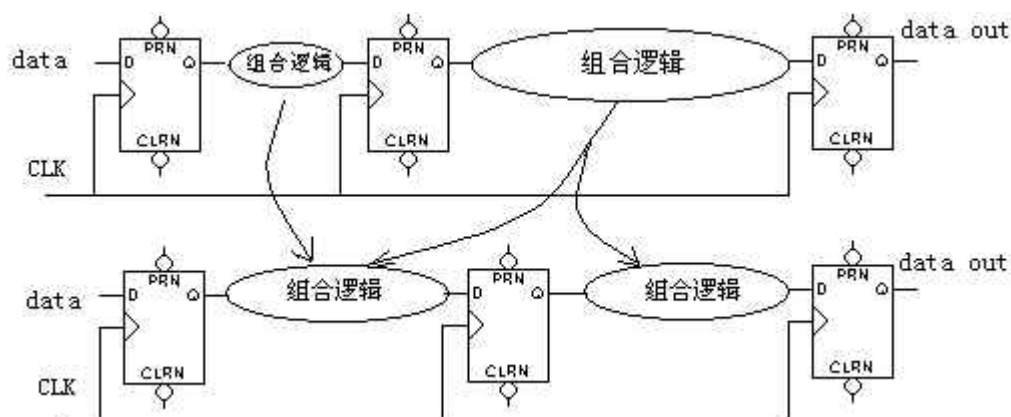 PRN
PRN
PRN
data out
data
D
Q
组合逻辑
D
Q
组合逻辑
D
Q
CLRN
CLRN
CLRN
CLK
PRN
PRN
PRN
data out
data
D
Q
组合逻辑
D
Q
组合逻辑
D
Q
CLRN
CLRN
CLRN
CLK